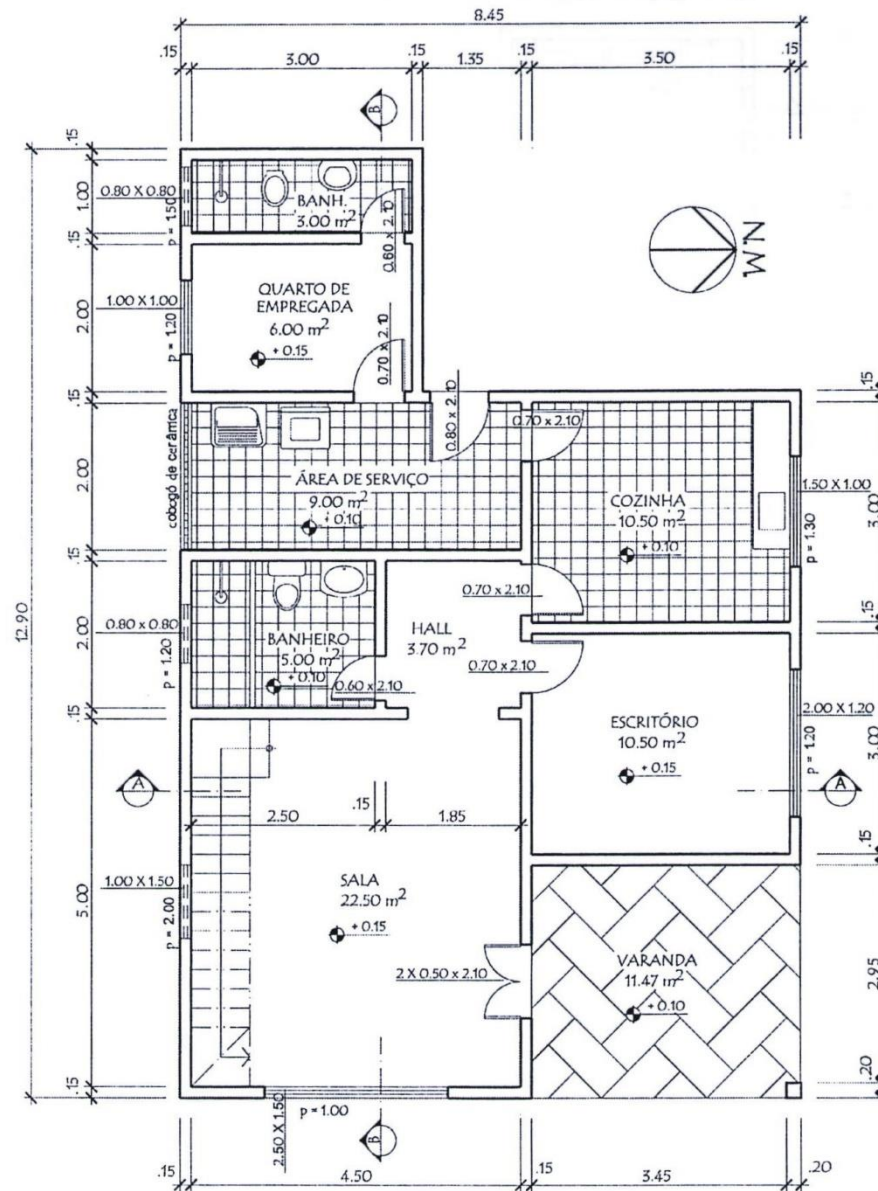 8.45
.15
3.00
.15
1.35
.15
3.50
.15
B
.15
1.00
0.80 X 0.80
p = 1.50
BANH.
3.00 m²
0.60 x 2.10
N.M.
.15
12.90
2.00
1.00 X 1.00
p = 1.20
QUARTO DE
EMPREGADA
6.00 m²
+ 0.15
0.70 x 2.10
.15
.15
2.00
cobogó de cerâmica
ÁREA DE SERVIÇO
9.00 m²
+ 0.10
0.80 x 2.10
0.70 x 2.10
COZINHA
10.50 m²
+ 0.10
1.50 X 1.00
p = 1.30
3.00
.15
2.00
0.80 x 0.80
p = 1.20
BANHEIRO
5.00 m²
+ 0.10
0.60 x 2.10
HALL
3.70 m²
0.70 x 2.10
0.70 x 2.10
.15
ESCRITÓRIO
10.50 m²
+ 0.15
2.00 X 1.20
p = 1.20
3.00
.15
A
A
2.50
.15
1.85
.15
5.00
1.00 X 1.50
p = 2.00
SALA
22.50 m²
+ 0.15
2 X 0.50 x 2.10
VARANDA
11.47 m²
+ 0.10
2.95
.15
.20
2.50 X 1.50
p = 1.00
B
.15
4.50
.15
3.45
.20